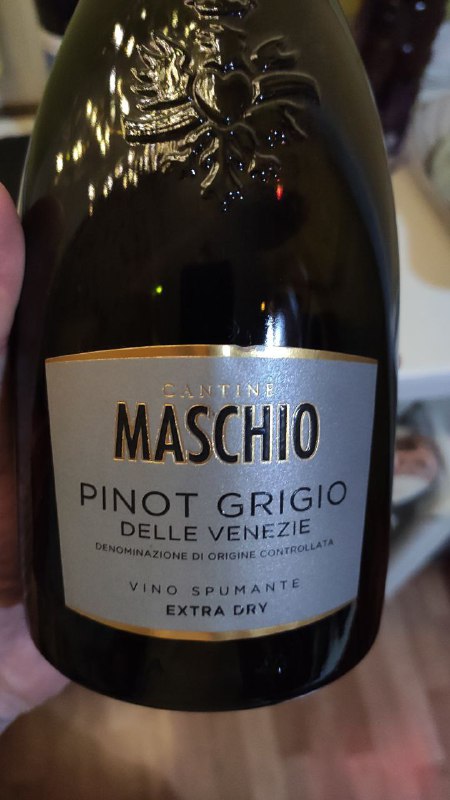 CANTINE
MASCHIO
PINOT GRIGIO
DELLE VENEZIE
DENOMINAZIONE DI ORIGINE CONTROLLATA
VINO SPUMANTE
EXTRA DRY